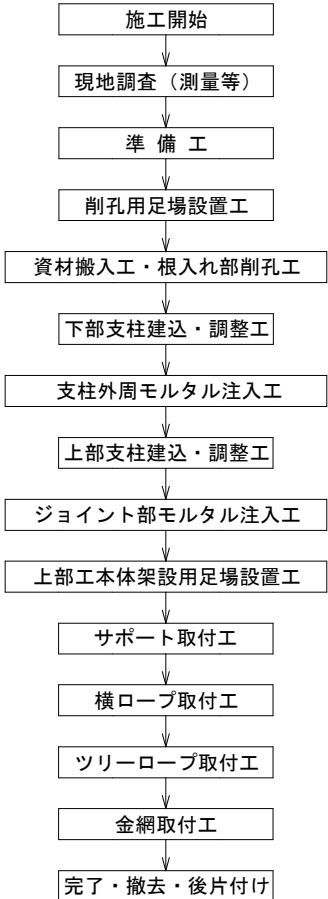 施工開始
現地調査（測量等）
準 備 工
削孔用足場設置工
資材搬入工・根入れ部削孔工
下部支柱建込・調整工
支柱外周モルタル注入工
上部支柱建込・調整工
ジョイント部モルタル注入工
上部工本体架設用足場設置工
サポート取付工
横ロープ取付工
ツリーロープ取付工
金網取付工
完了・撤去・後片付け